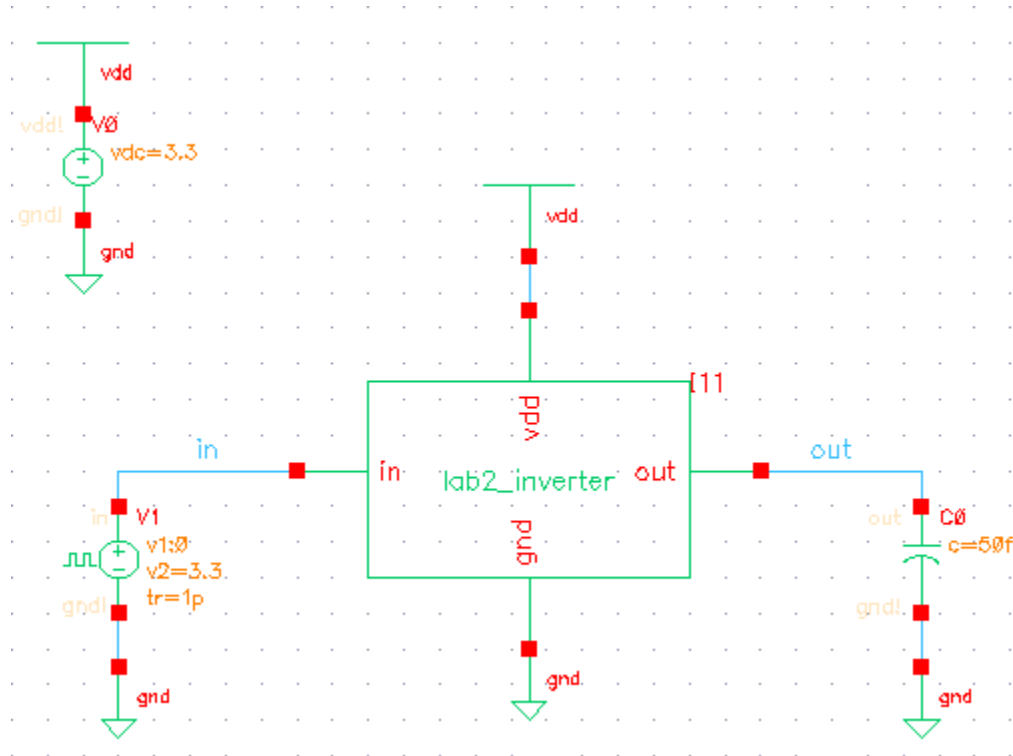 vdd
vdd!
V0
vdc=3.3
gnd!
gnd
vdd
[11
vdd
in
in
lab2_inverter
out
out
gnd
in
V1
v1:0
v2=3.3
tr=1p
gnd!
gnd
gnd
out
C0
c=50f
gnd!
gnd